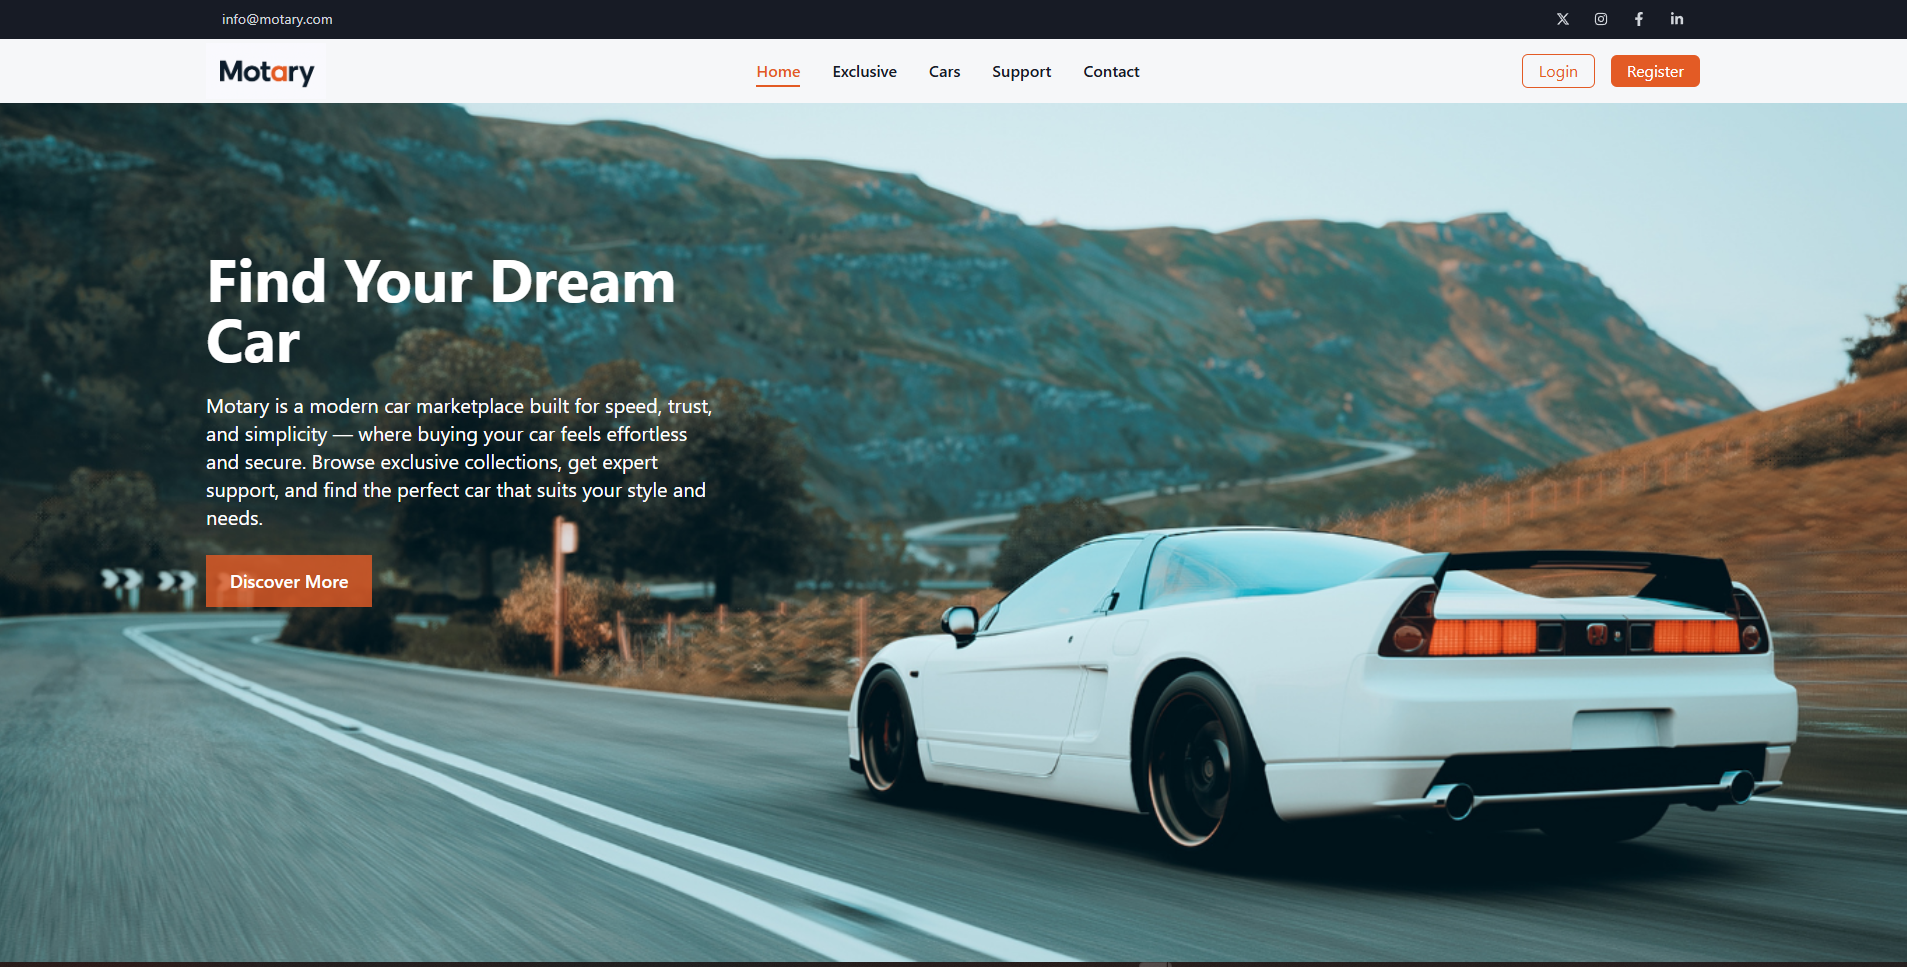 info@motary.com
Motary
Home Exclusive Cars Support Contact
Login Register
Find Your Dream
Car
Motary is a modern car marketplace built for speed, trust,
and simplicity — where buying your car feels effortless
and secure. Browse exclusive collections, get expert
support, and find the perfect car that suits your style and
needs.
Discover More